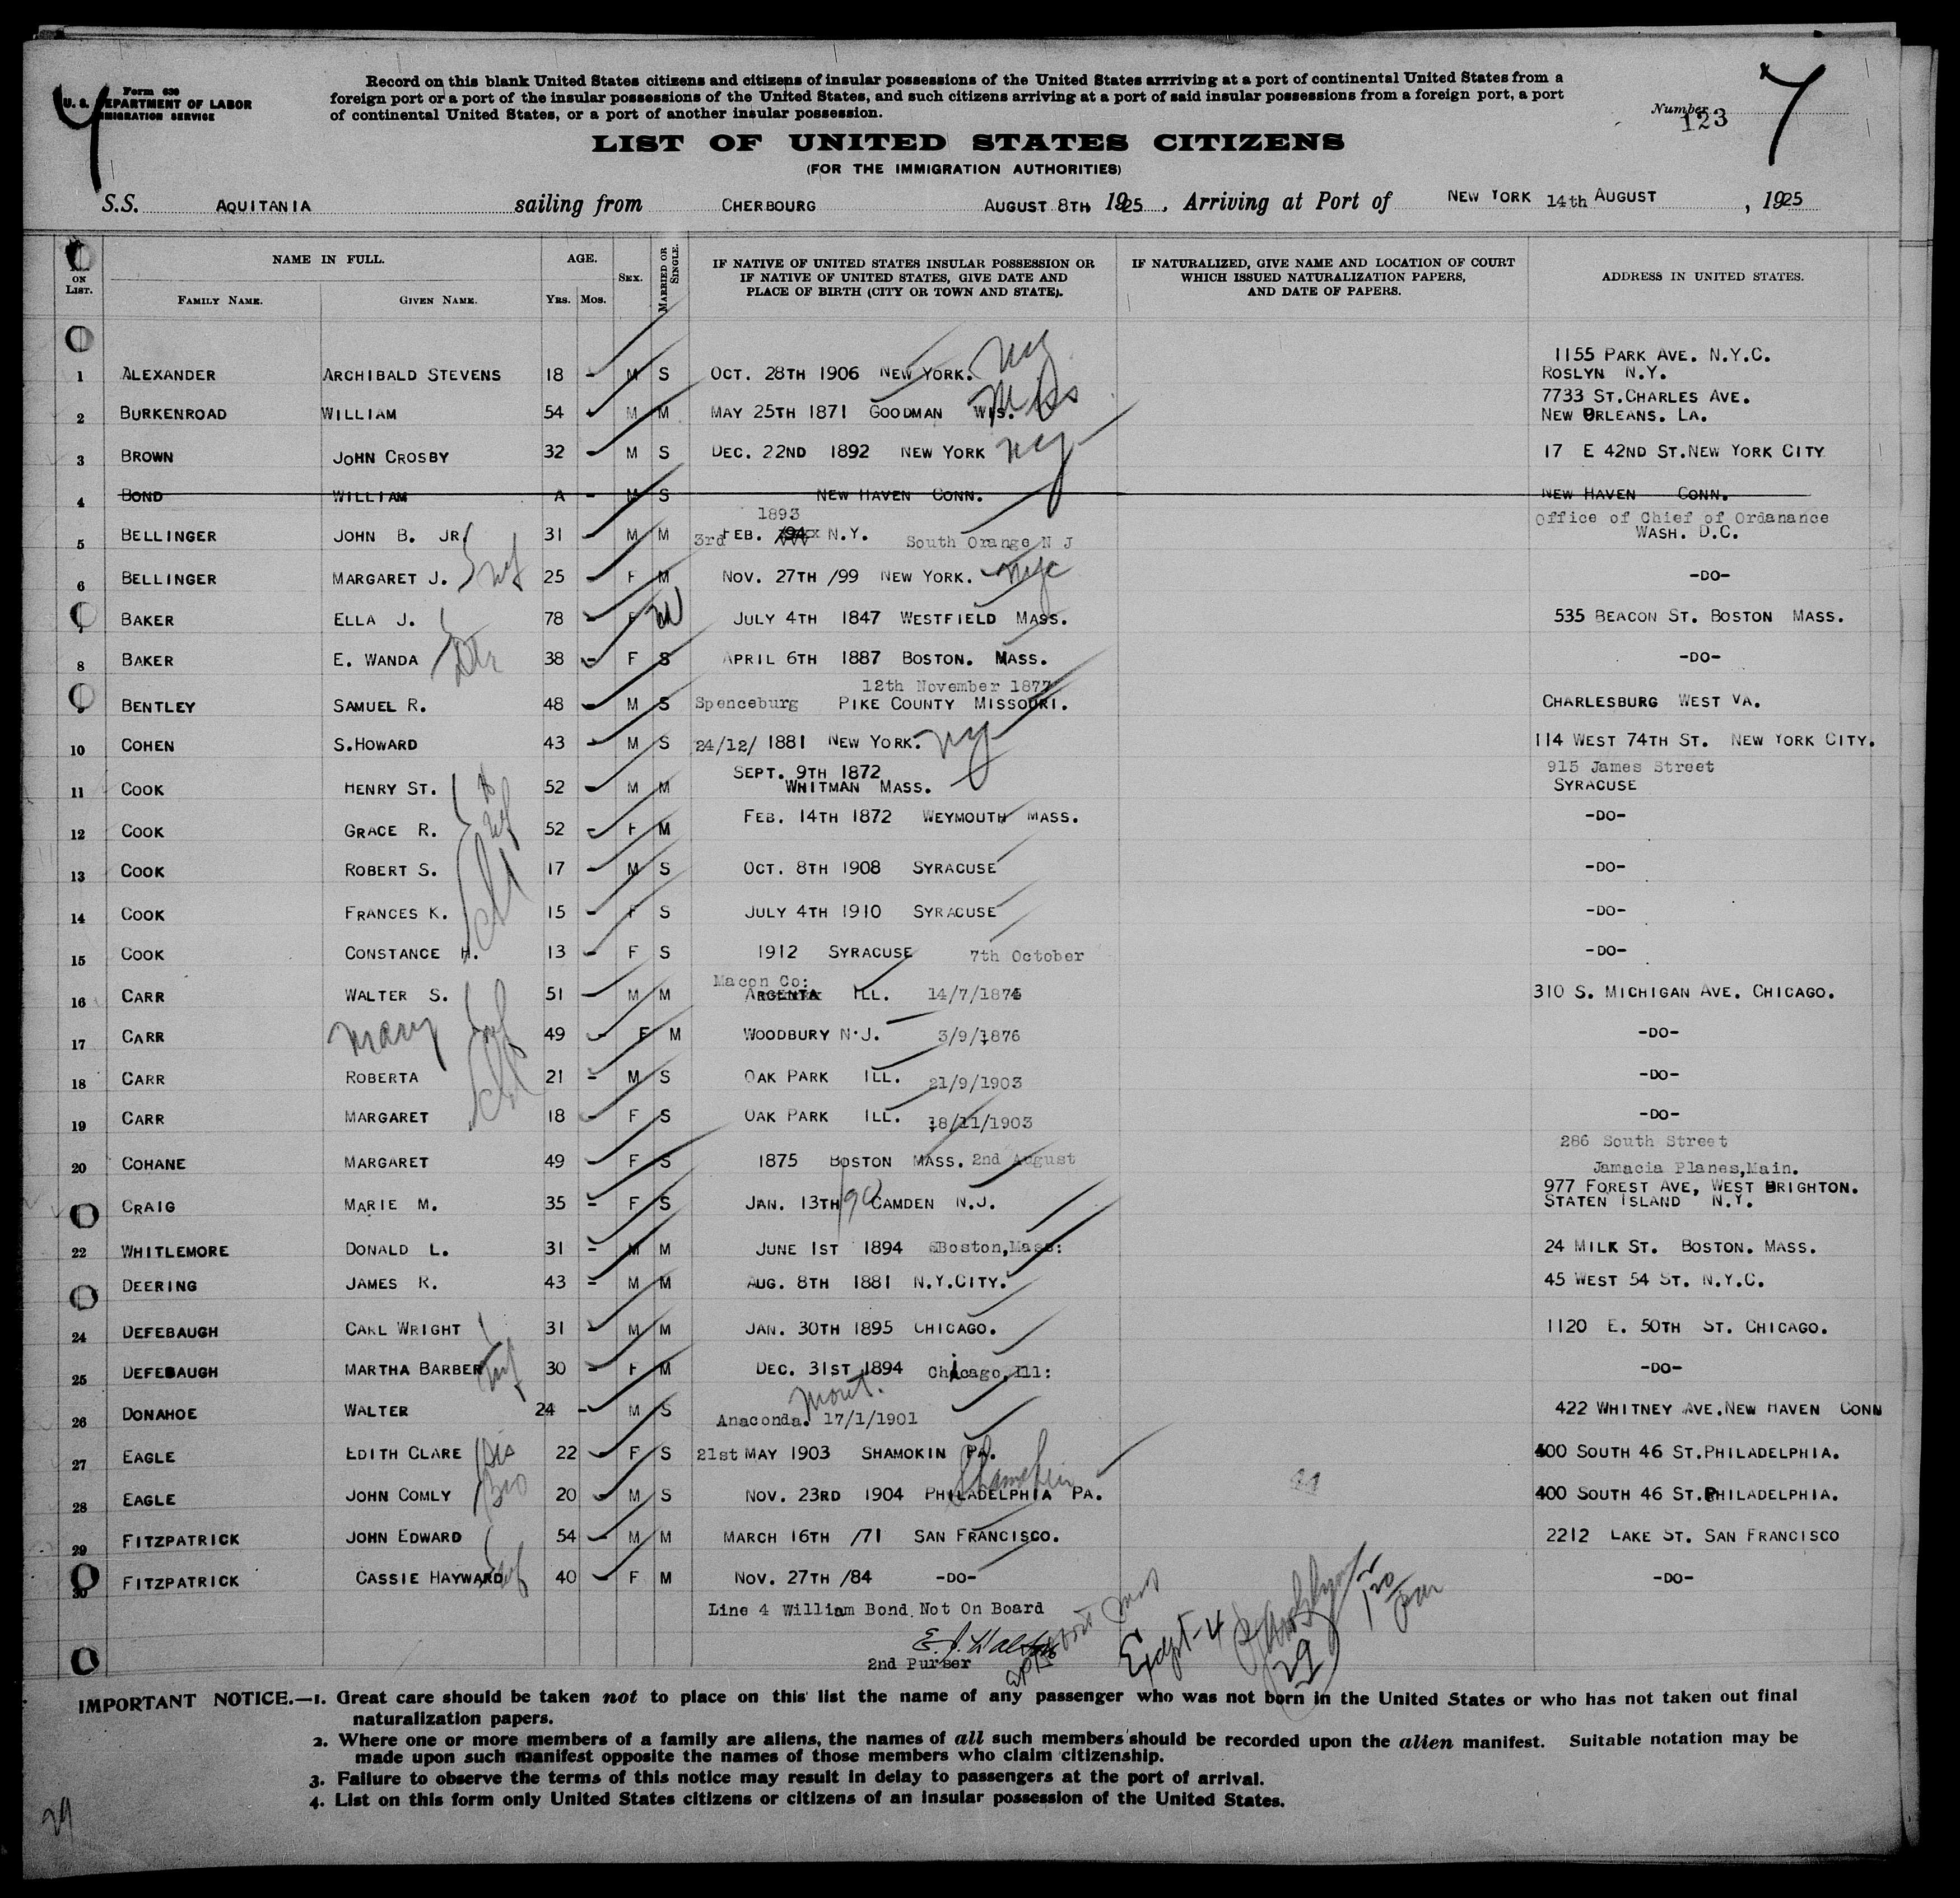 Form 630
U. S. DEPARTMENT OF LABOR
IMMIGRATION SERVICE
Record on this blank United States citizens and citizens of insular possessions of the United States arrriving at a port of continental United States from a
foreign port or a port of the insular possessions of the United States, and such citizens arriving at a port of said insular possessions from a foreign port, a port
of continental United States, or a port of another insular possession.
Number 123
7
LIST OF UNITED STATES CITIZENS
(FOR THE IMMIGRATION AUTHORITIES)
S.S. AQUITANIA sailing from CHERBOURG AUGUST 8TH 1925, Arriving at Port of NEW YORK 14th AUGUST, 1925
ON LIST. NAME IN FULL. FAMILY NAME. GIVEN NAME. AGE. YRS. MOS. SEX. MARRIED OR SINGLE. IF NATIVE OF UNITED STATES INSULAR POSSESSION OR IF NATIVE OF UNITED STATES, GIVE DATE AND PLACE OF BIRTH (CITY OR TOWN AND STATE). IF NATURALIZED, GIVE NAME AND LOCATION OF COURT WHICH ISSUED NATURALIZATION PAPERS, AND DATE OF PAPERS. ADDRESS IN UNITED STATES.
1 ALEXANDER ARCHIBALD STEVENS 18 - M S OCT. 28TH 1906 NEW YORK. NY 1155 PARK AVE. N.Y.C. ROSLYN N.Y.
2 BURKENROAD WILLIAM 54 M M MAY 25TH 1871 GOODMAN WIS. Miss 7733 ST.CHARLES AVE. NEW ORLEANS. LA.
3 BROWN JOHN CROSBY 32 M S DEC. 22ND 1892 NEW YORK NY 17 E 42ND ST.NEW YORK CITY
4 BOND WILLIAM A - M S NEW HAVEN CONN. NEW HAVEN CONN.
5 BELLINGER JOHN B. JR. 31 - M M 3rd FEB. 1893 N.Y. South Orange N J Office of Chief of Ordanance WASH. D.C.
6 BELLINGER MARGARET J. wf 25 - F M NOV. 27TH /99 NEW YORK. NYC -DO-
BAKER ELLA J. 78 - F W JULY 4TH 1847 WESTFIELD MASS. 535 BEACON ST. BOSTON MASS.
8 BAKER E. WANDA Dtr 38 - F S APRIL 6TH 1887 BOSTON. MASS. -DO-
BENTLEY SAMUEL R. 48 - M S Spenceburg 12th November 1877 PIKE COUNTY MISSOURI. CHARLESBURG WEST VA.
10 COHEN S.HOWARD 43 - M S 24/12/ 1881 NEW YORK. NY 114 WEST 74TH ST. NEW YORK CITY.
11 COOK HENRY ST. 52 - M M SEPT. 9TH 1872 WHITMAN MASS. 915 James Street SYRACUSE
12 COOK GRACE R. wf 52 - F M FEB. 14TH 1872 WEYMOUTH MASS. -DO-
13 COOK ROBERT S. 17 - M S OCT. 8TH 1908 SYRACUSE -DO-
14 COOK FRANCES K. 15 - F S JULY 4TH 1910 SYRACUSE -DO-
15 COOK CONSTANCE H. 13 - F S 1912 SYRACUSE 7th October -DO-
16 CARR WALTER S. 51 - M M Macon Co: ARGENTA ILL. 14/7/1874 310 S. MICHIGAN AVE. CHICAGO.
17 CARR Mary wf 49 - F M WOODBURY N.J. 3/9/1876 -DO-
18 CARR ROBERTA 21 - M S OAK PARK ILL. 21/9/1903 -DO-
19 CARR MARGARET 18 - F S OAK PARK ILL. 18/11/1903 -DO-
20 COHANE MARGARET 49 - F S 1875 BOSTON MASS. 2nd August 286 South Street Jamacia Planes,Main.
CRAIG MARIE M. 35 - F S JAN. 13TH 190 CAMDEN N.J. 977 FOREST AVE, WEST BRIGHTON. STATEN ISLAND N.Y.
22 WHITLEMORE DONALD L. 31 - M M JUNE 1ST 1894 Boston,Mass: 24 MILK ST. BOSTON. MASS.
DEERING JAMES R. 43 - M M AUG. 8TH 1881 N.Y.CITY. 45 WEST 54 ST. N.Y.C.
24 DEFEBAUGH CARL WRIGHT 31 - M M JAN. 30TH 1895 CHICAGO. 1120 E. 50TH ST. CHICAGO.
25 DEFEBAUGH MARTHA BARBER wf 30 - F M DEC. 31ST 1894 Chicago,Ill: -DO-
26 DONAHOE WALTER 24 - M S Anaconda. Mont. 17/1/1901 422 WHITNEY AVE.NEW HAVEN CONN
27 EAGLE EDITH CLARE Sis 22 - F S 21st MAY 1903 SHAMOKIN PA. Shamokin 400 SOUTH 46 ST.PHILADELPHIA.
28 EAGLE JOHN COMLY Bro 20 - M S NOV. 23RD 1904 PHILADELPHIA PA. 400 SOUTH 46 ST.PHILADELPHIA.
29 FITZPATRICK JOHN EDWARD 54 - M M MARCH 16TH /71 SAN FRANCISCO. 2212 LAKE ST. SAN FRANCISCO
30 FITZPATRICK CASSIE HAYWARD wf 40 - F M NOV. 27TH /84 -DO- -DO-
Line 4 William Bond Not On Board
2nd Purser
Except-4
29
IMPORTANT NOTICE.—1. Great care should be taken not to place on this list the name of any passenger who was not born in the United States or who has not taken out final
naturalization papers.
2. Where one or more members of a family are aliens, the names of all such members should be recorded upon the alien manifest. Suitable notation may be
made upon such manifest opposite the names of those members who claim citizenship.
3. Failure to observe the terms of this notice may result in delay to passengers at the port of arrival.
4. List on this form only United States citizens or citizens of an insular possession of the United States.
29